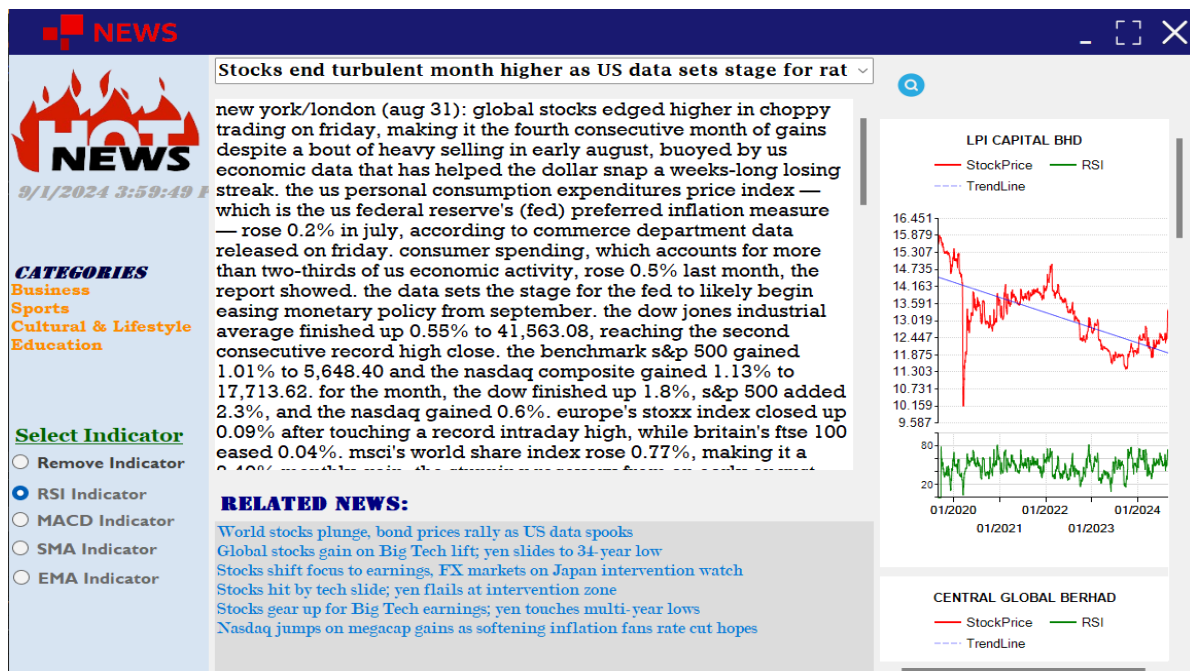 NEWS
HOT
NEWS
9/1/2024 3:59:49
CATEGORIES
Business
Sports
Cultural & Lifestyle
Education
Select Indicator
Remove Indicator
RSI Indicator
MACD Indicator
SMA Indicator
EMA Indicator
Stocks end turbulent month higher as US data sets stage for rat
new york/london (aug 31): global stocks edged higher in choppy
trading on friday, making it the fourth consecutive month of gains
despite a bout of heavy selling in early august, buoyed by us
economic data that has helped the dollar snap a weeks-long losing
streak. the us personal consumption expenditures price index —
which is the us federal reserve's (fed) preferred inflation measure
— rose 0.2% in july, according to commerce department data
released on friday. consumer spending, which accounts for more
than two-thirds of us economic activity, rose 0.5% last month, the
report showed. the data sets the stage for the fed to likely begin
easing monetary policy from september. the dow jones industrial
average finished up 0.55% to 41,563.08, reaching the second
consecutive record high close. the benchmark s&p 500 gained
1.01% to 5,648.40 and the nasdaq composite gained 1.13% to
17,713.62. for the month, the dow finished up 1.8%, s&p 500 added
2.3%, and the nasdaq gained 0.6%. europe's stoxx index closed up
0.09% after touching a record intraday high, while britain's ftse 100
eased 0.04%. msci's world share index rose 0.77%, making it a
RELATED NEWS:
World stocks plunge, bond prices rally as US data spooks
Global stocks gain on Big Tech lift; yen slides to 34-year low
Stocks shift focus to earnings, FX markets on Japan intervention watch
Stocks hit by tech slide; yen flails at intervention zone
Stocks gear up for Big Tech earnings; yen touches multi-year lows
Nasdaq jumps on megacap gains as softening inflation fans rate cut hopes
LPI CAPITAL BHD
StockPrice RSI
TrendLine
16.451
15.879
15.307
14.735
14.163
13.591
13.019
12.447
11.875
11.303
10.731
10.159
9.587
80
20
01/2020 01/2022 01/2024
01/2021 01/2023
CENTRAL GLOBAL BERHAD
StockPrice RSI
TrendLine